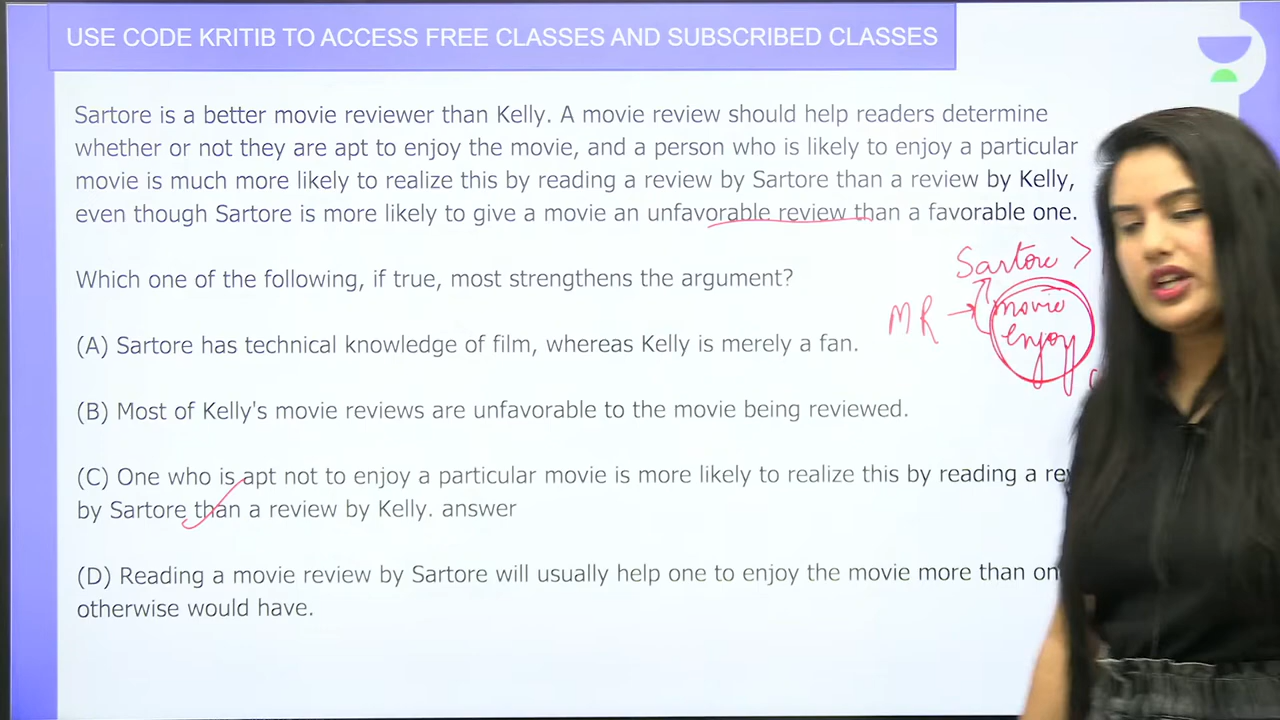 USE CODE KRITIB TO ACCESS FREE CLASSES AND SUBSCRIBED CLASSES
Sartore is a better movie reviewer than Kelly. A movie review should help readers determine
whether or not they are apt to enjoy the movie, and a person who is likely to enjoy a particular
movie is much more likely to realize this by reading a review by Sartore than a review by Kelly,
even though Sartore is more likely to give a movie an unfavorable review than a favorable one.
Sartore >
Which one of the following, if true, most strengthens the argument?
MR → movie
enjoy
(A) Sartore has technical knowledge of film, whereas Kelly is merely a fan.
(B) Most of Kelly's movie reviews are unfavorable to the movie being reviewed.
(C) One who is apt not to enjoy a particular movie is more likely to realize this by reading a
by Sartore than a review by Kelly. answer
(D) Reading a movie review by Sartore will usually help one to enjoy the movie more than
otherwise would have.